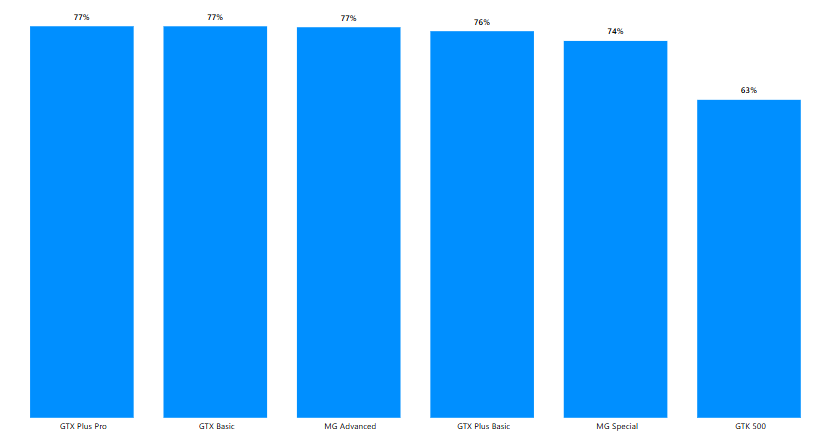 77%
77%
77%
76%
74%
63%
GTX Plus Pro
GTX Basic
MG Advanced
GTX Plus Basic
MG Special
GTK 500